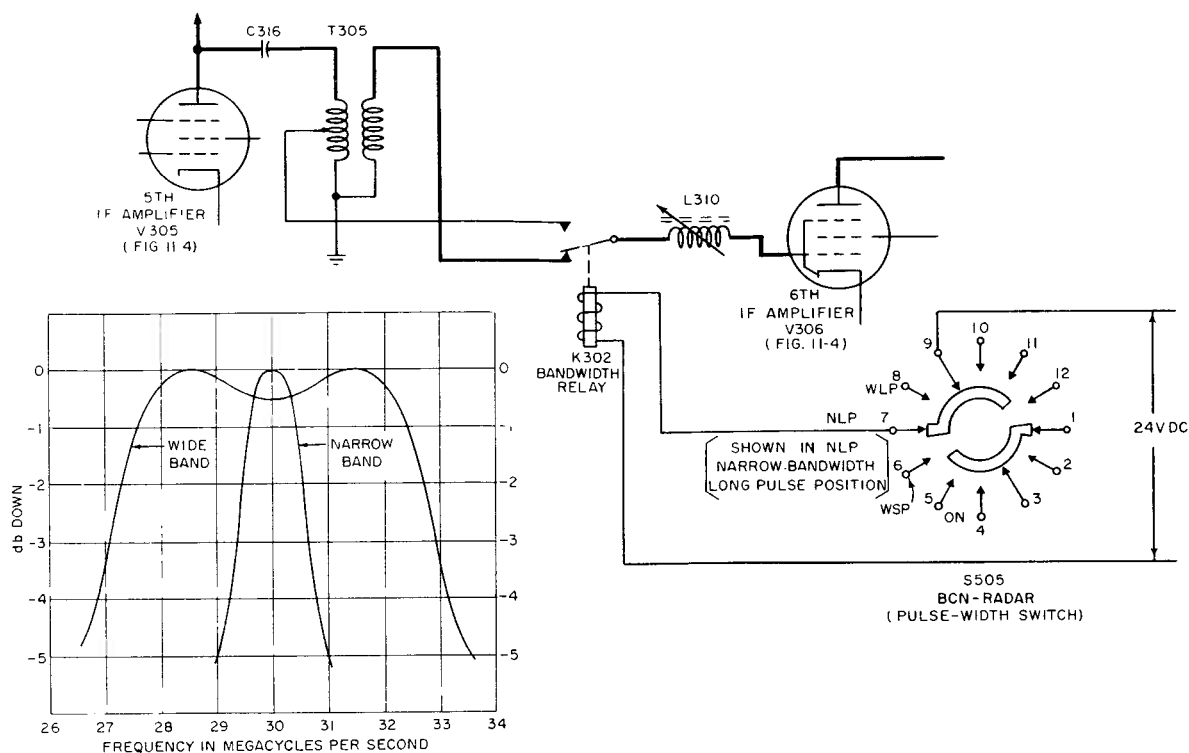 C316
T305
5TH
IF AMPLIFIER
V305
(FIG 11 4)
L310
6TH
IF AMPLIFIER
V306
(FIG. 11-4)
K302
BANDWIDTH
RELAY
9
10
11
12
8
WLP
NLP
7
1
24V DC
SHOWN IN NLP
NARROW-BANDWIDTH
LONG PULSE POSITION
6
WSP
5
ON
4
3
2
S505
BCN-RADAR
(PULSE-WIDTH SWITCH)
db DOWN
0
-1
-2
-3
-4
-5
WIDE
BAND
NARROW
BAND
0
-1
-2
-3
-4
-5
26 27 28 29 30 31 32 33 34
FREQUENCY IN MEGACYCLES PER SECOND